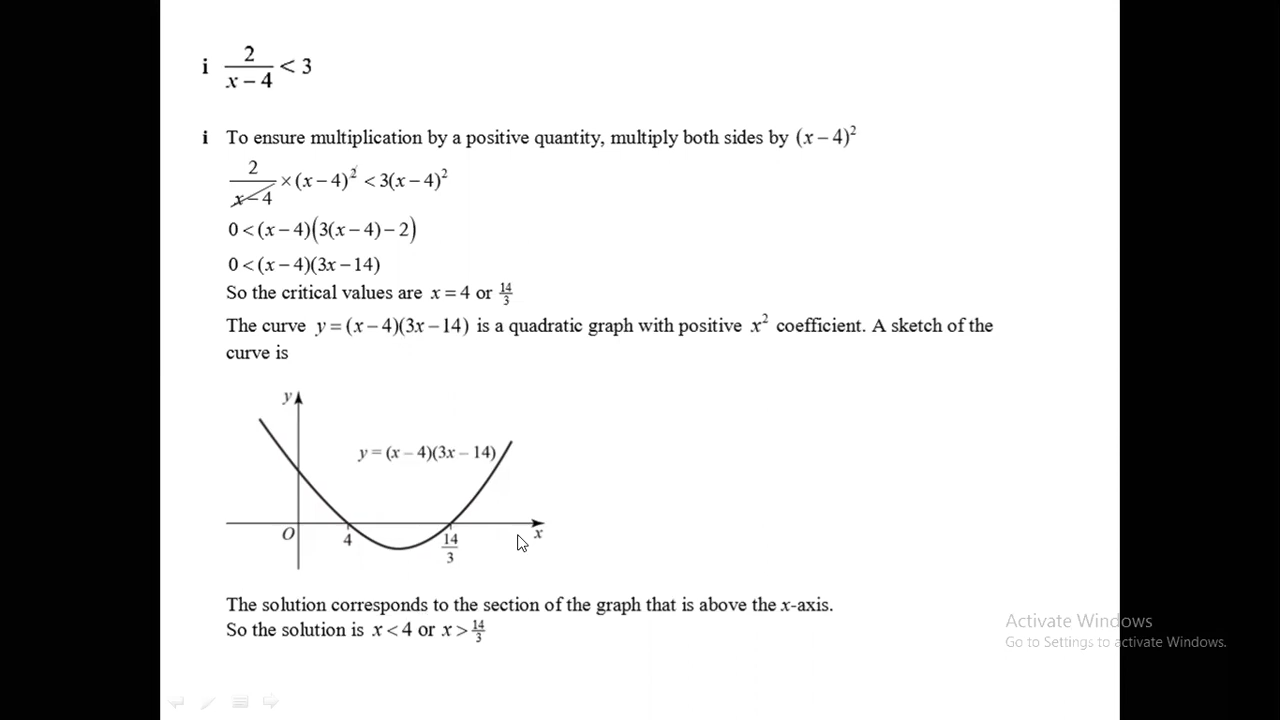 i 2/(x − 4) < 3
i To ensure multiplication by a positive quantity, multiply both sides by (x − 4)²
2/(x − 4) × (x − 4)² < 3(x − 4)²
0 < (x − 4)(3(x − 4) − 2)
0 < (x − 4)(3x − 14)
So the critical values are x = 4 or 14/3
The curve y = (x − 4)(3x − 14) is a quadratic graph with positive x² coefficient. A sketch of the
curve is
y
y = (x − 4)(3x − 14)
O 4 14/3 x
The solution corresponds to the section of the graph that is above the x-axis.
So the solution is x < 4 or x > 14/3
Activate Windows
Go to Settings to activate Windows.